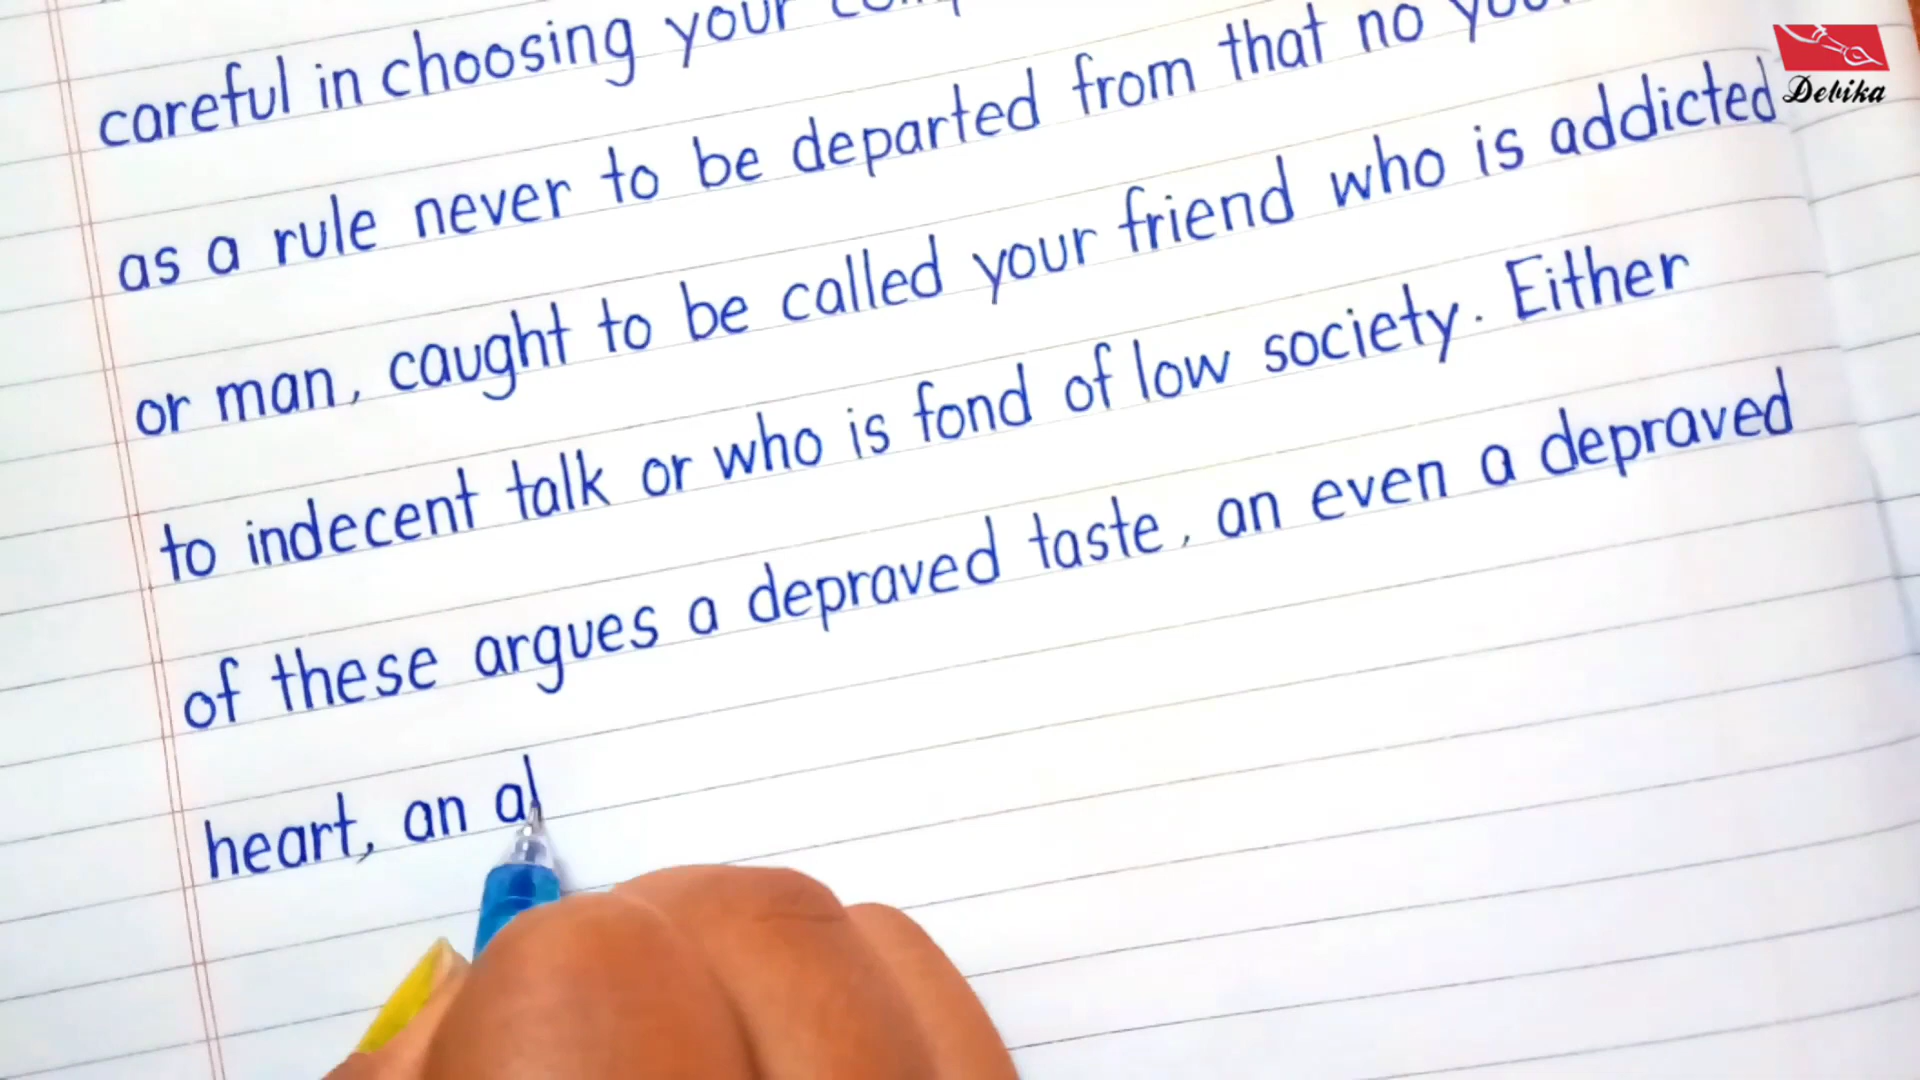 careful in choosing your
as a rule never to be departed from that no
or man, caught to be called your friend who is addicted
to indecent talk or who is fond of low society. Either
of these argues a depraved taste, an even a depraved
heart, an al
Debika